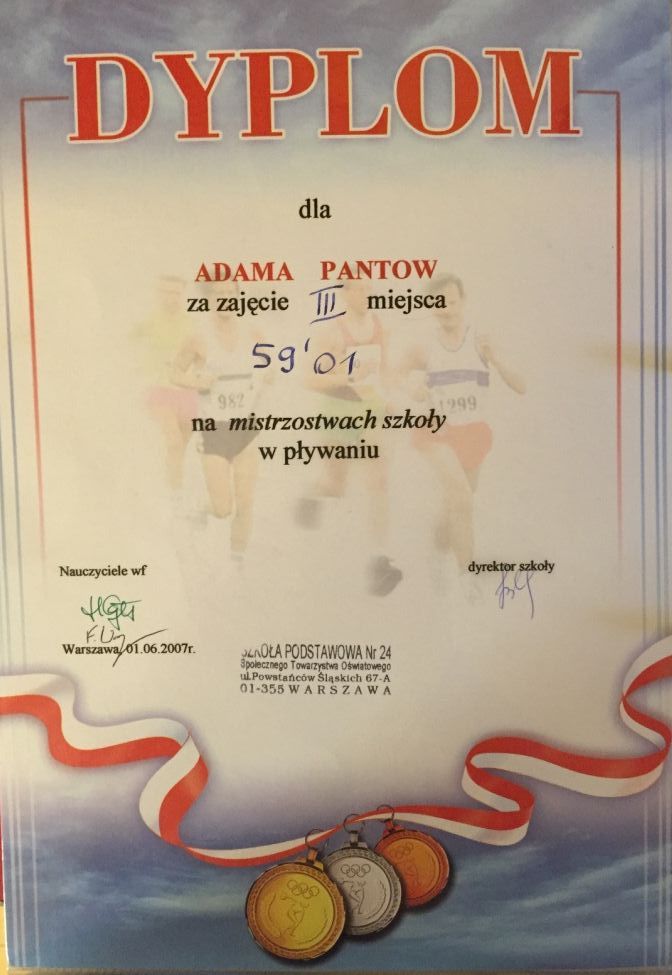 DYPLOM
dla
ADAMA PANTOW
za zajęcie III miejsca
59'01
982
1299
na mistrzostwach szkoły
w pływaniu
Nauczyciele wf
dyrektor szkoły
Warszawa, 01.06.2007r.
SZKOŁA PODSTAWOWA Nr 24
Społecznego Towarzystwa Oświatowego
ul.Powstańców Śląskich 67-A
01-355 WARSZAWA